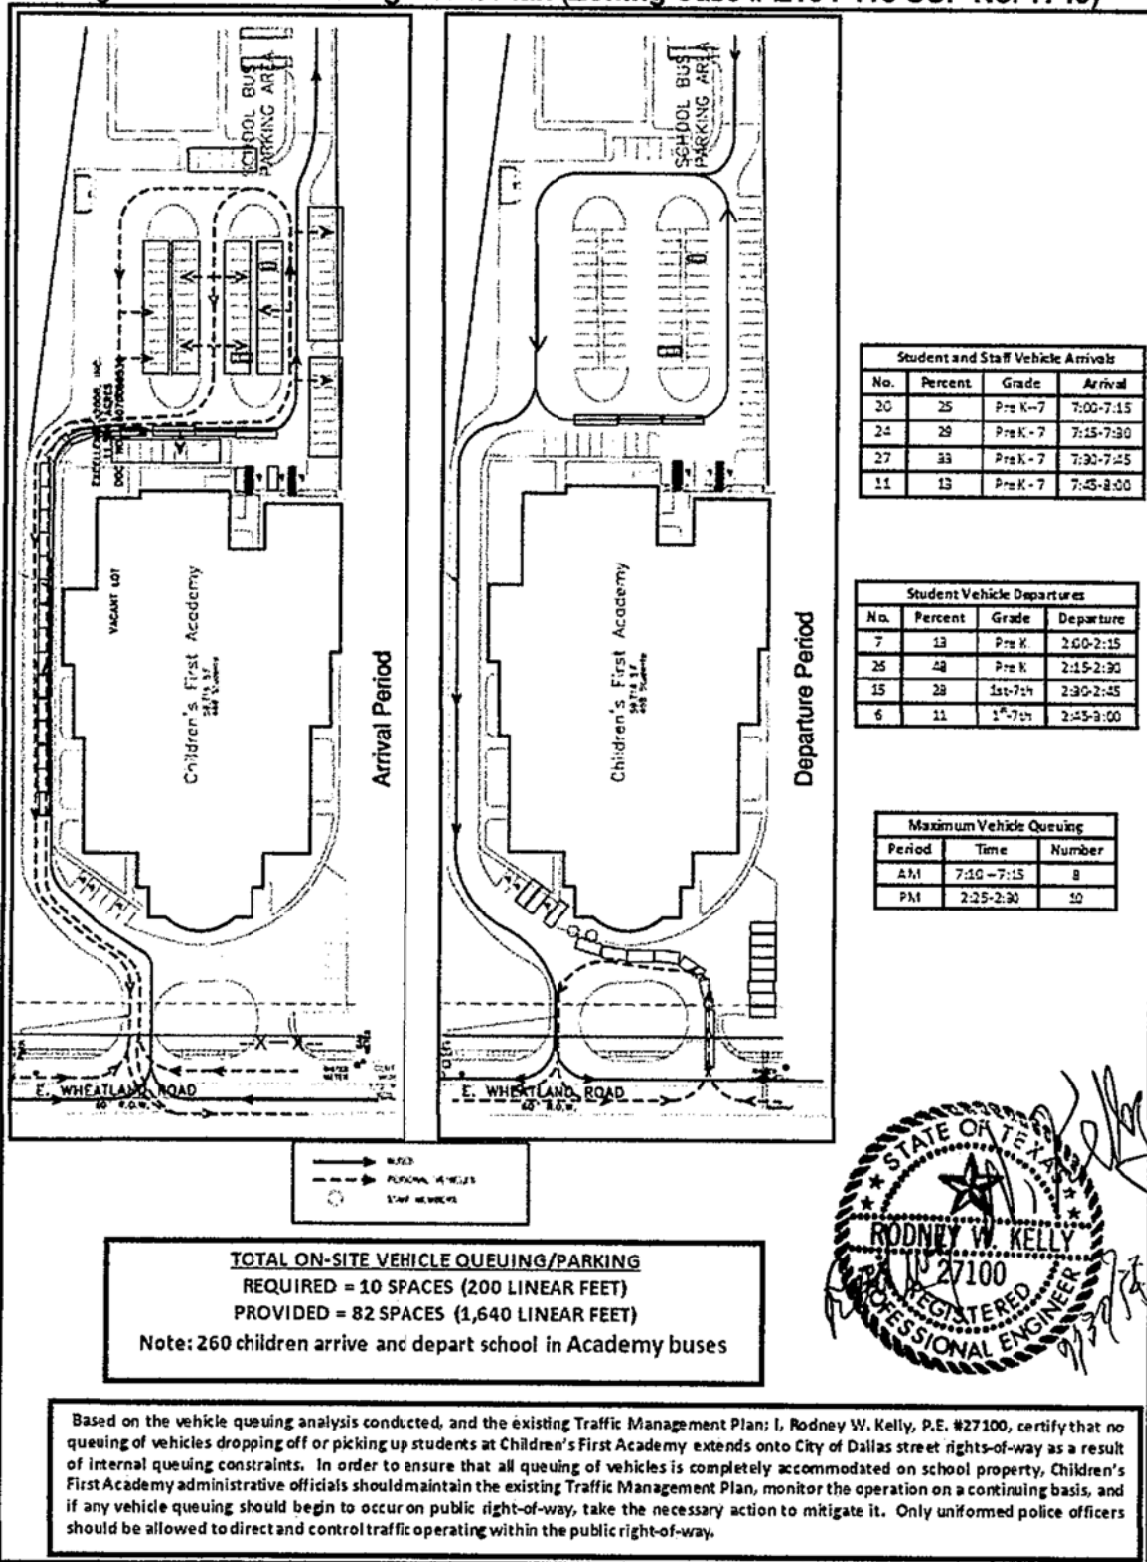 SCHOOL BUS
PARKING AREA
VACANT LOT
Children's First Academy
Arrival Period
E. WHEATLAND ROAD
60' R.O.W.
SCHOOL BUS
PARKING AREA
Children's First Academy
Departure Period
E. WHEATLAND ROAD
60' R.O.W.
Student and Staff Vehicle Arrivals
No. Percent Grade Arrival
20 25 Pre K-7 7:00-7:15
24 29 Pre K - 7 7:15-7:30
27 33 Pre K - 7 7:30-7:45
11 13 Pre K - 7 7:45-8:00
Student Vehicle Departures
No. Percent Grade Departure
7 13 Pre K 2:00-2:15
26 48 Pre K 2:15-2:30
15 28 1st-7th 2:30-2:45
6 11 1st-7th 2:45-3:00
Maximum Vehicle Queuing
Period Time Number
AM 7:10-7:15 8
PM 2:25-2:30 10
BUSES
PERSONAL VEHICLES
STAFF MEMBERS
TOTAL ON-SITE VEHICLE QUEUING/PARKING
REQUIRED = 10 SPACES (200 LINEAR FEET)
PROVIDED = 82 SPACES (1,640 LINEAR FEET)
Note: 260 children arrive and depart school in Academy buses
STATE OF TEXAS
RODNEY W. KELLY
27100
REGISTERED
PROFESSIONAL ENGINEER
Based on the vehicle queuing analysis conducted, and the existing Traffic Management Plan; I, Rodney W. Kelly, P.E. #27100, certify that no
queuing of vehicles dropping off or picking up students at Children's First Academy extends onto City of Dallas street rights-of-way as a result
of internal queuing constraints. In order to ensure that all queuing of vehicles is completely accommodated on school property, Children's
First Academy administrative officials should maintain the existing Traffic Management Plan, monitor the operation on a continuing basis, and
if any vehicle queuing should begin to occur on public right-of-way, take the necessary action to mitigate it. Only uniformed police officers
should be allowed to direct and control traffic operating within the public right-of-way.